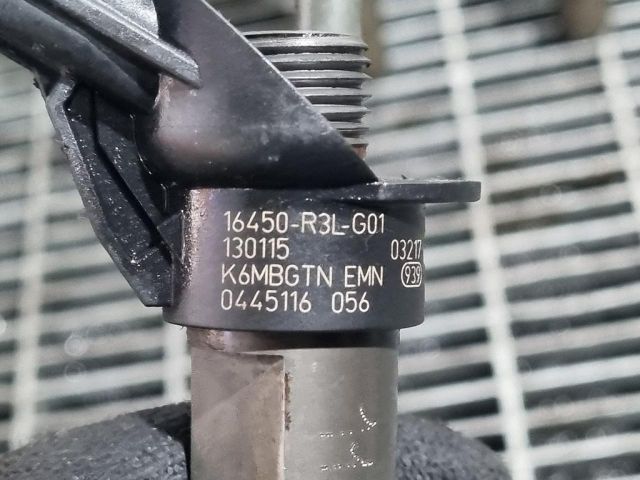 16450-R3L-G01
130115 03217
K6MBGTN EMN 939
0445116 056